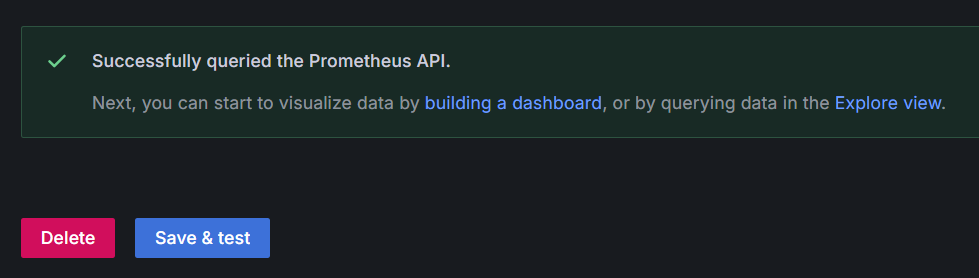 Successfully queried the Prometheus API.
Next, you can start to visualize data by building a dashboard, or by querying data in the Explore view.
Delete
Save & test